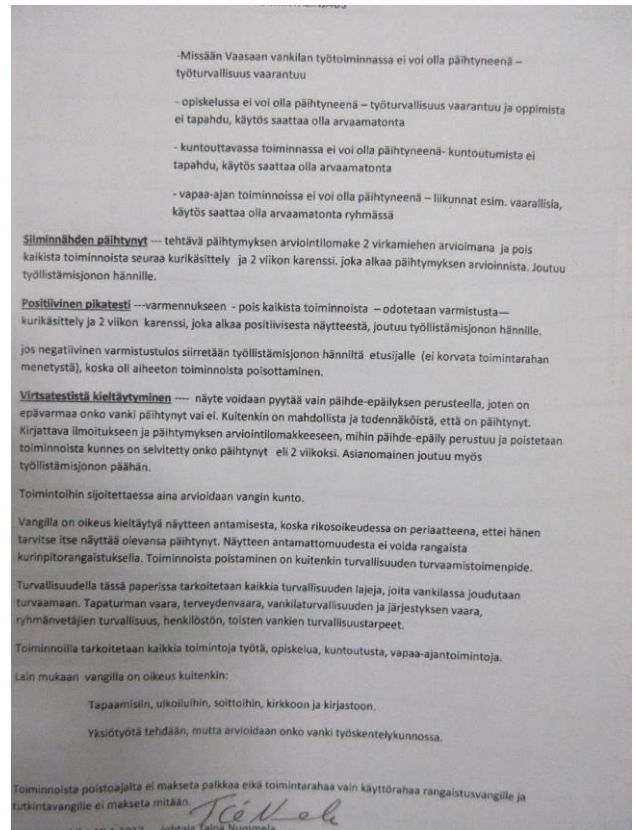 -Missään Vaasaan vankilan työtoiminnassa ei voi olla päihtyneenä –
työturvallisuus vaarantuu
- opiskelussa ei voi olla päihtyneenä – työturvallisuus vaarantuu ja oppimista
ei tapahdu, käytös saattaa olla arvaamatonta
- kuntouttavassa toiminnassa ei voi olla päihtyneenä- kuntoutumista ei
tapahdu, käytös saattaa olla arvaamatonta
- vapaa-ajan toiminnoissa ei voi olla päihtyneenä – liikunnat esim. vaarallisia,
käytös saattaa olla arvaamatonta ryhmässä
Silminnähden päihtynyt --- tehtävä päihtymyksen arviointilomake 2 virkamiehen arvioimana ja pois
kaikista toiminnoista seuraa kurikäsittely ja 2 viikon karenssi. joka alkaa päihtymyksen arvioinnista. Joutuu
työllistämisjonon hännille.
Positiivinen pikatesti ---varmennukseen - pois kaikista toiminnoista – odotetaan varmistusta—
kurikäsittely ja 2 viikon karenssi, joka alkaa positiivisesta näytteestä, joutuu työllistämisjonon hännille.
jos negatiivinen varmistustulos siirretään työllistämisjonon hänniltä etusijalle (ei korvata toimintarahan
menetystä), koska oli aiheeton toiminnoista poisottaminen.
Virtsatestistä kieltäytyminen ---- näyte voidaan pyytää vain päihde-epäilyksen perusteella, joten on
epävarmaa onko vanki päihtynyt vai ei. Kuitenkin on mahdollista ja todennäköistä, että on päihtynyt.
Kirjattava ilmoitukseen ja päihtymyksen arviointilomakkeeseen, mihin päihde-epäily perustuu ja poistetaan
toiminnoista kunnes on selvitetty onko päihtynyt eli 2 viikoksi. Asianomainen joutuu myös
työllistämisjonon päähän.
Toimintoihin sijoitettaessa aina arvioidaan vangin kunto.
Vangilla on oikeus kieltäytyä näytteen antamisesta, koska rikosoikeudessa on periaatteena, ettei hänen
tarvitse itse näyttää olevansa päihtynyt. Näytteen antamattomuudesta ei voida rangaista
kurinpitorangaistuksella. Toiminnoista poistaminen on kuitenkin turvallisuuden turvaamistoimenpide.
Turvallisuudella tässä paperissa tarkoitetaan kaikkia turvallisuuden lajeja, joita vankilassa joudutaan
turvaamaan. Tapaturman vaara, terveydenvaara, vankilaturvallisuuden ja järjestyksen vaara,
ryhmänvetäjien turvallisuus, henkilöstön, toisten vankien turvallisuustarpeet.
Toiminnoilla tarkoitetaan kaikkia toimintoja työtä, opiskelua, kuntoutusta, vapaa-ajantoimintoja.
Lain mukaan vangilla on oikeus kuitenkin:
Tapaamisiin, ulkoiluihin, soittoihin, kirkkoon ja kirjastoon.
Yksiötyötä tehdään, mutta arvioidaan onko vanki työskentelykunnossa.
Toiminnoista poistoajalta ei makseta palkkaa eikä toimintarahaa vain käyttörahaa rangaistusvangille ja
tutkintavangille ei makseta mitään.
johtaja Taina Nummela